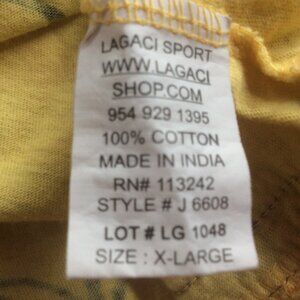 LAGACI SPORT
WWW.LAGACI
SHOP.COM
954 929 1395
100% COTTON
MADE IN INDIA
RN# 113242
STYLE # J 6608
LOT # LG 1048
SIZE : X-LARGE